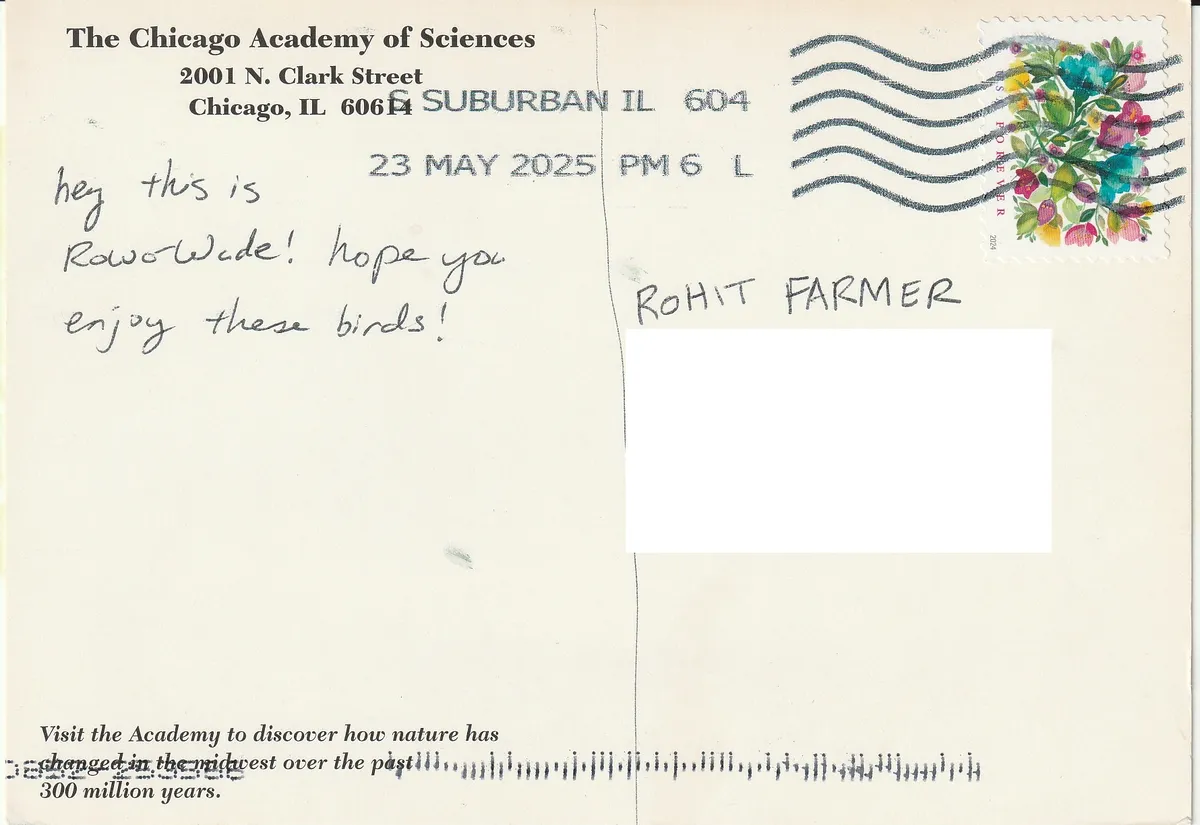 The Chicago Academy of Sciences
2001 N. Clark Street
Chicago, IL 60614
S SUBURBAN IL 604
23 MAY 2025 PM 6 L
FOREVER
2024
hey this is
RowoWade! hope you
enjoy these birds!
ROHIT FARMER
Visit the Academy to discover how nature has
changed in the midwest over the past
300 million years.